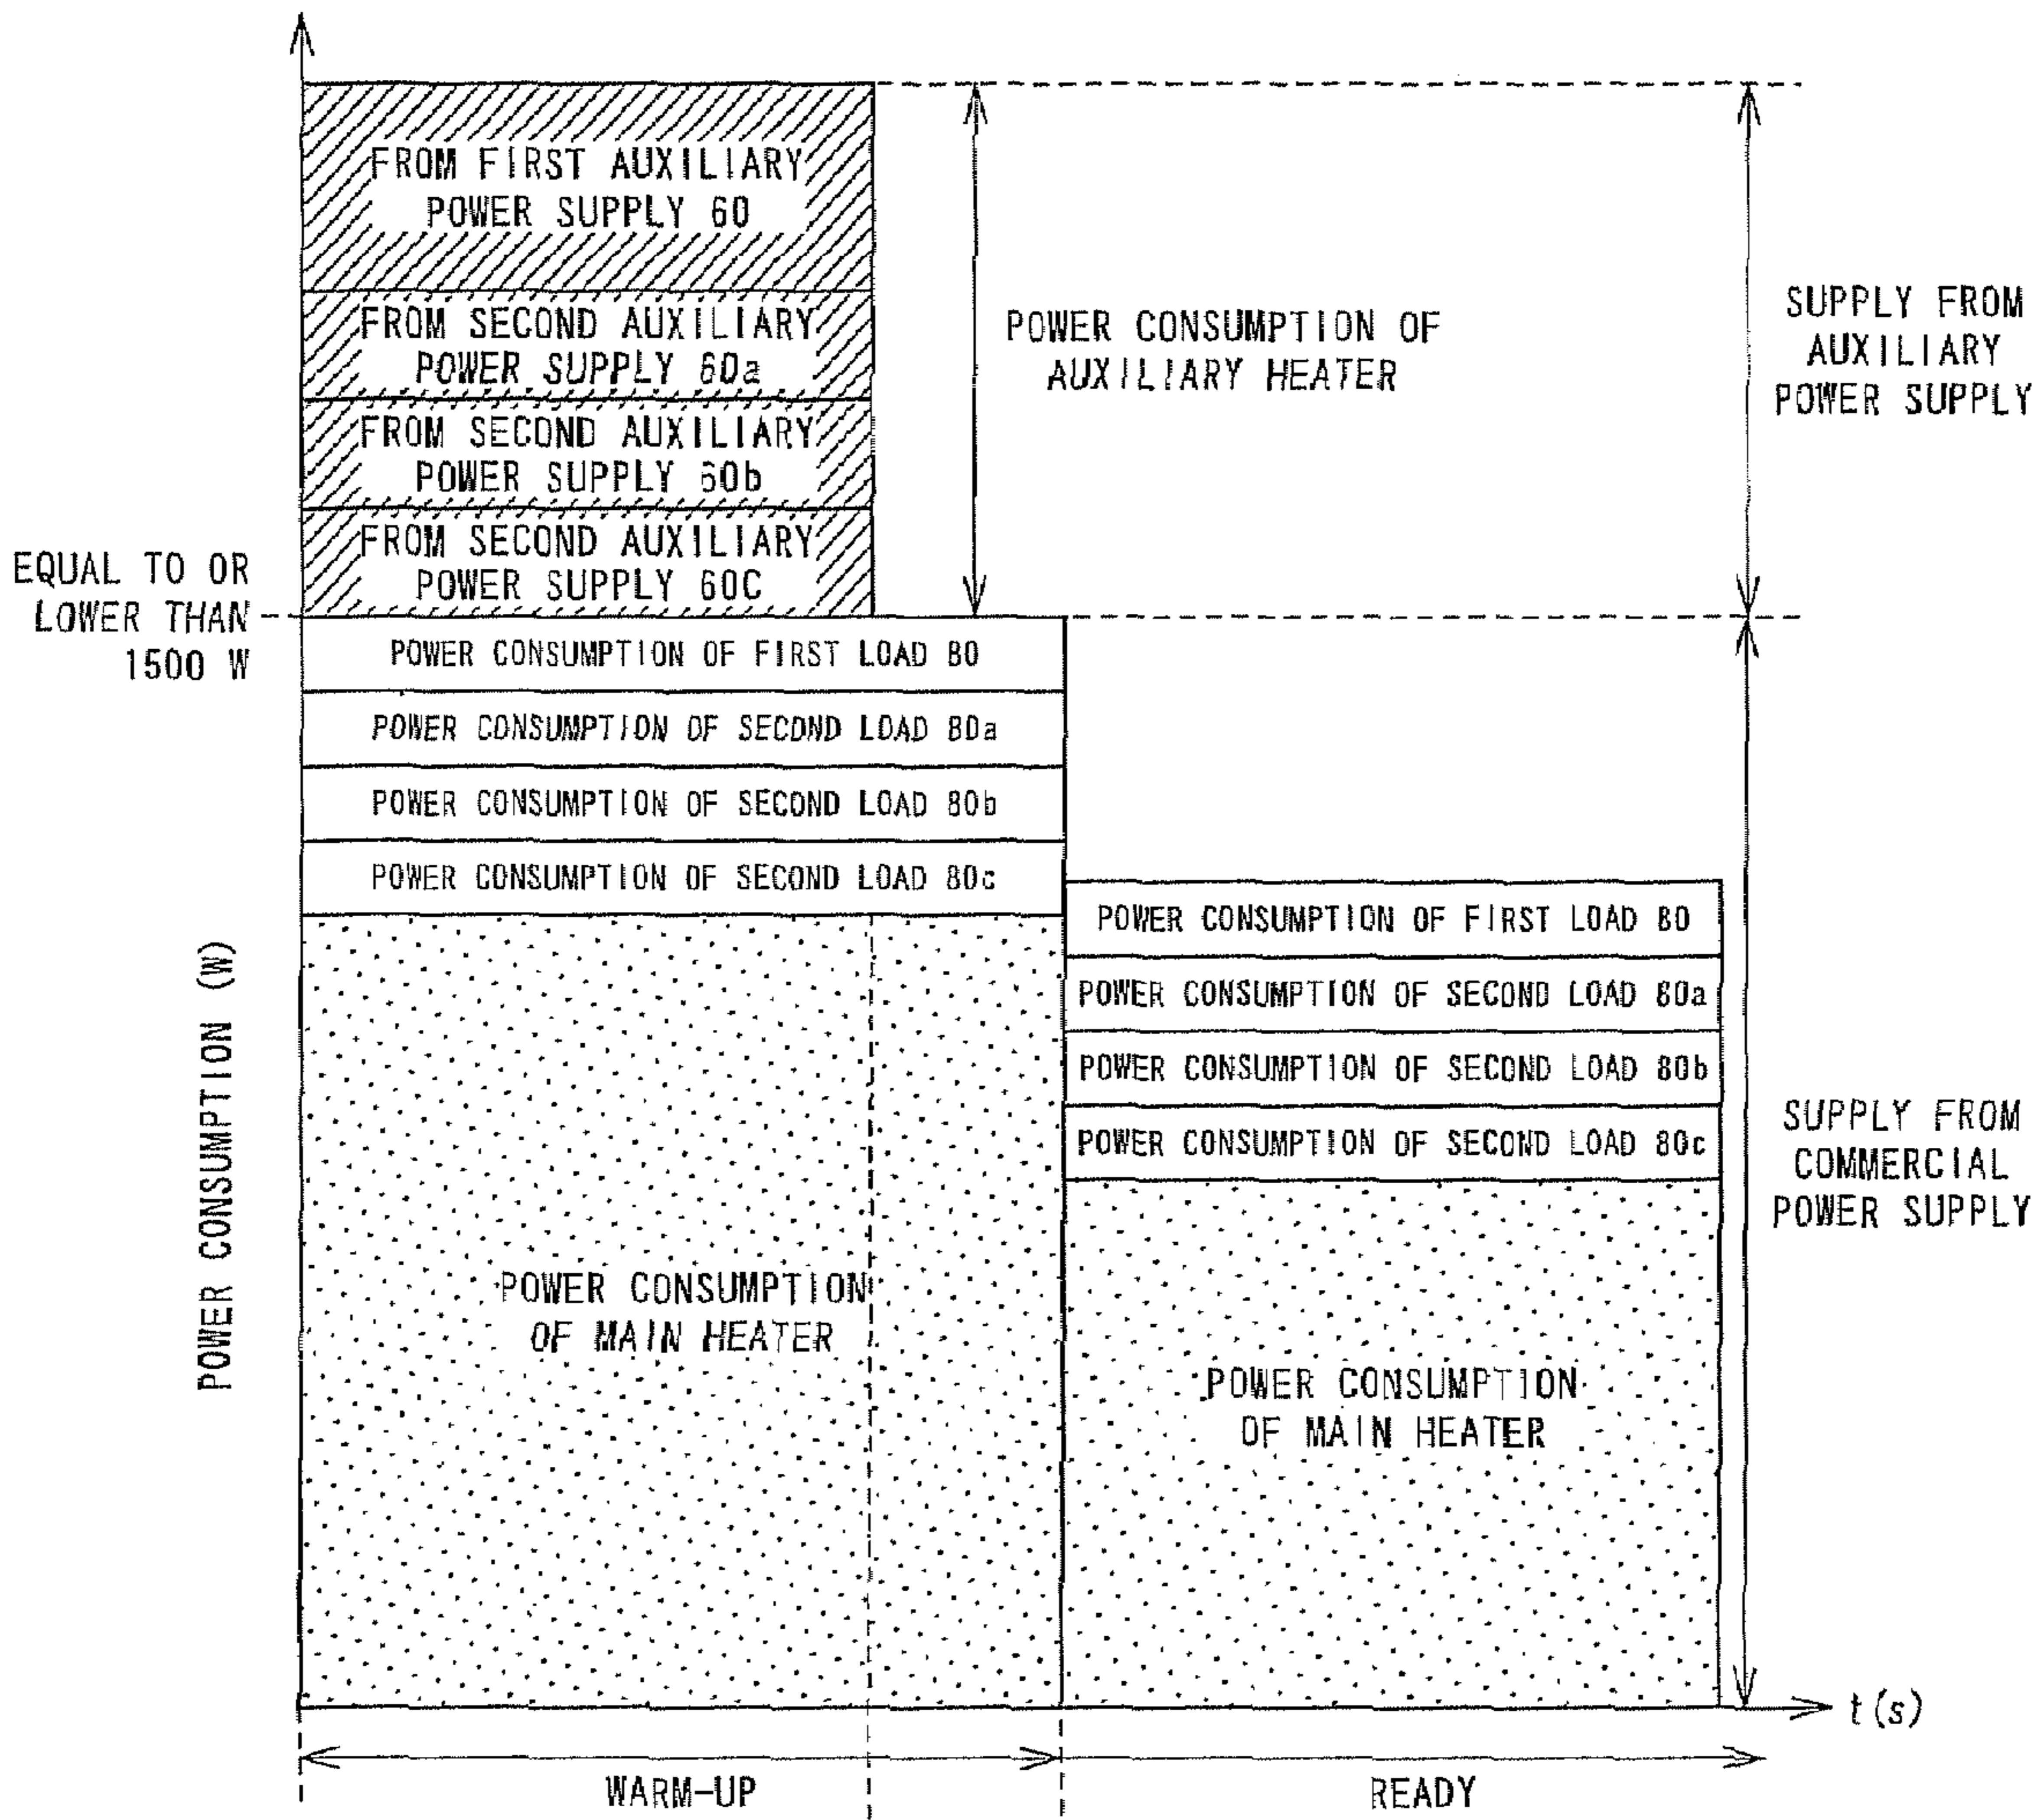 FROM FIRST AUXILIARY
POWER SUPPLY 60
FROM SECOND AUXILIARY
POWER SUPPLY 60a
FROM SECOND AUXILIARY
POWER SUPPLY 60b
FROM SECOND AUXILIARY
POWER SUPPLY 60C
POWER CONSUMPTION OF
AUXILIARY HEATER
SUPPLY FROM
AUXILIARY
POWER SUPPLY
EQUAL TO OR
LOWER THAN
1500 W
POWER CONSUMPTION OF FIRST LOAD 80
POWER CONSUMPTION OF SECOND LOAD 80a
POWER CONSUMPTION OF SECOND LOAD 80b
POWER CONSUMPTION OF SECOND LOAD 80c
POWER CONSUMPTION OF FIRST LOAD 80
POWER CONSUMPTION OF SECOND LOAD 80a
POWER CONSUMPTION OF SECOND LOAD 80b
POWER CONSUMPTION OF SECOND LOAD 80c
POWER CONSUMPTION (W)
POWER CONSUMPTION
OF MAIN HEATER
POWER CONSUMPTION
OF MAIN HEATER
SUPPLY FROM
COMMERCIAL
POWER SUPPLY
t(s)
WARM-UP
READY